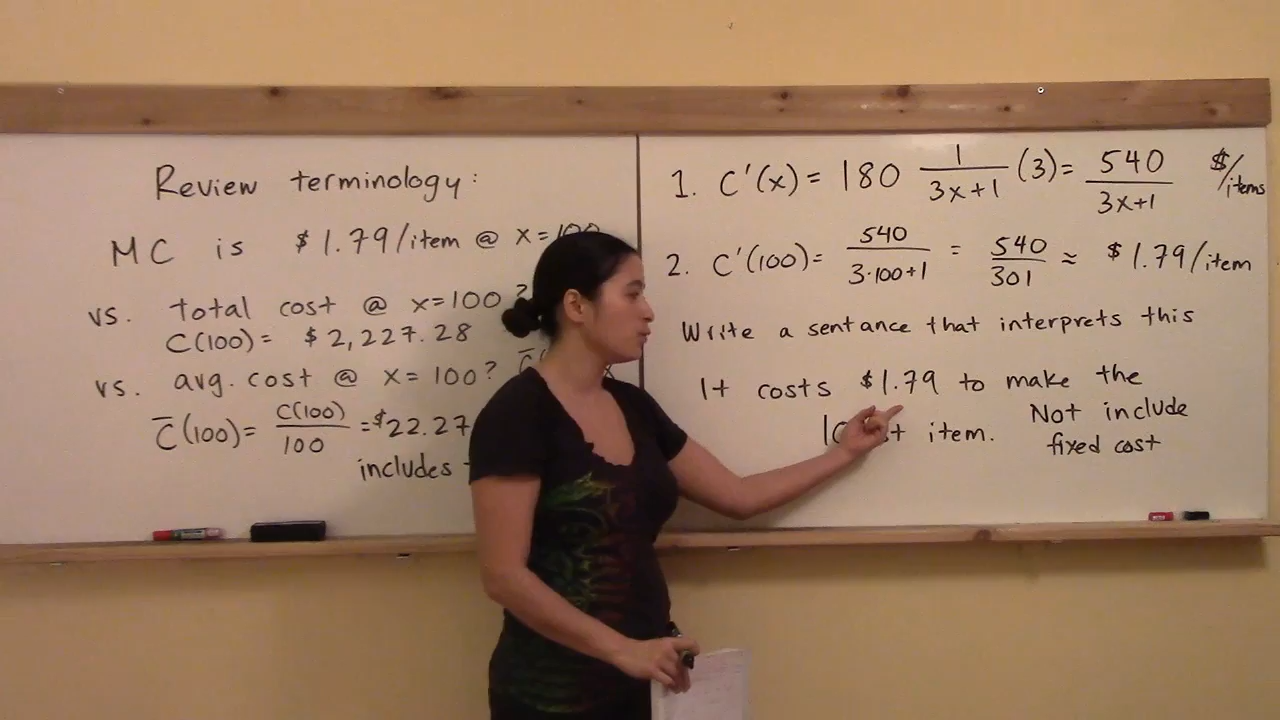 Review terminology:
MC is $1.79/item @ x=100
vs. total cost @ x=100?
C(100)= $2,227.28
vs. avg. cost @ x=100?
C̅(100)= C(100)/100 =$22.27
includes
1. C'(x)= 180 1/(3x+1) (3)= 540/(3x+1) $/items
2. C'(100)= 540/(3·100+1) = 540/301 ≈ $1.79/item
Write a sentence that interprets this
It costs $1.79 to make the
item.
Not include
fixed cost